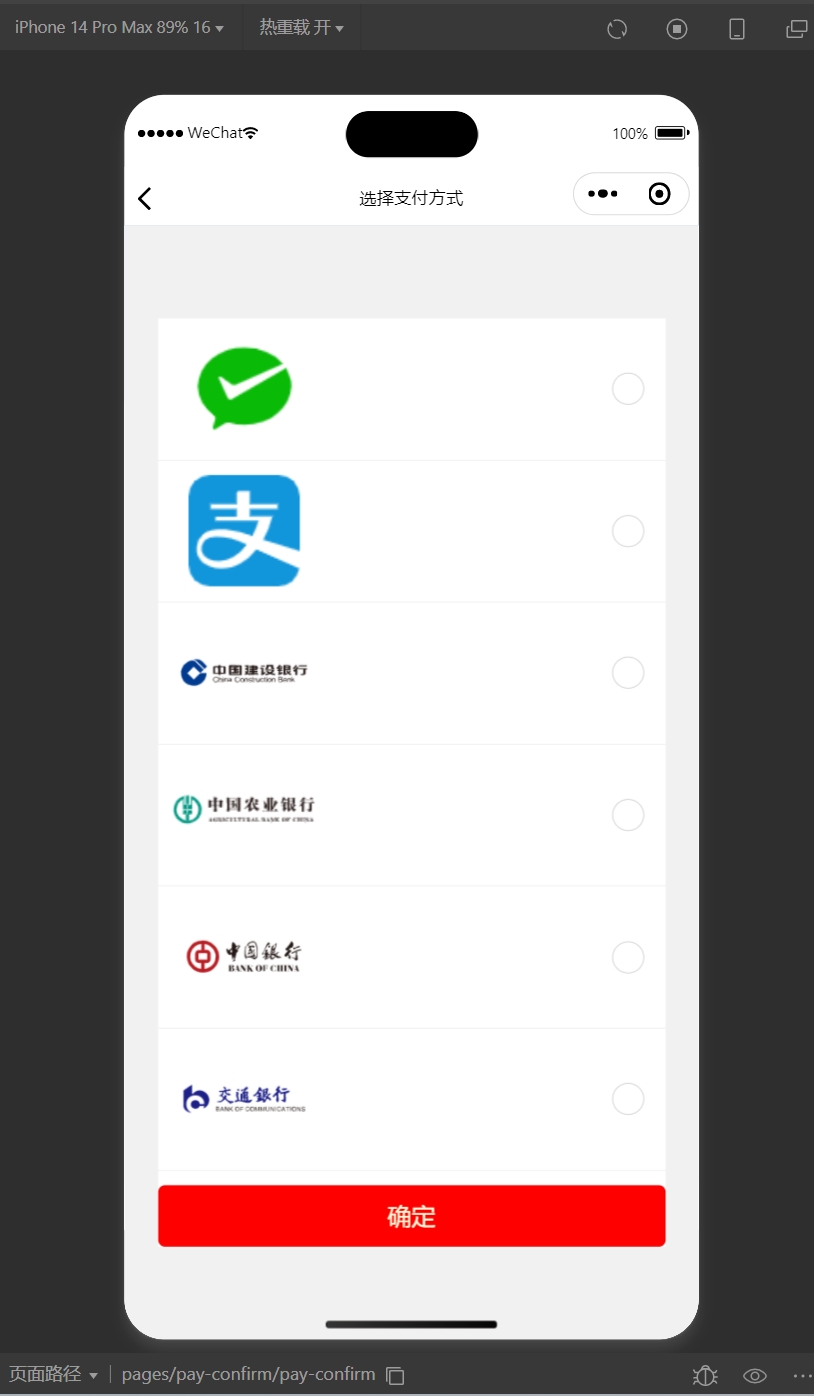 iPhone 14 Pro Max 89% 16
热重载 开
WeChat
100%
选择支付方式
支
中国建设银行
China Construction Bank
中国农业银行
AGRICULTURAL BANK OF CHINA
中国銀行
BANK OF CHINA
交通銀行
BANK OF COMMUNICATIONS
确定
页面路径
pages/pay-confirm/pay-confirm